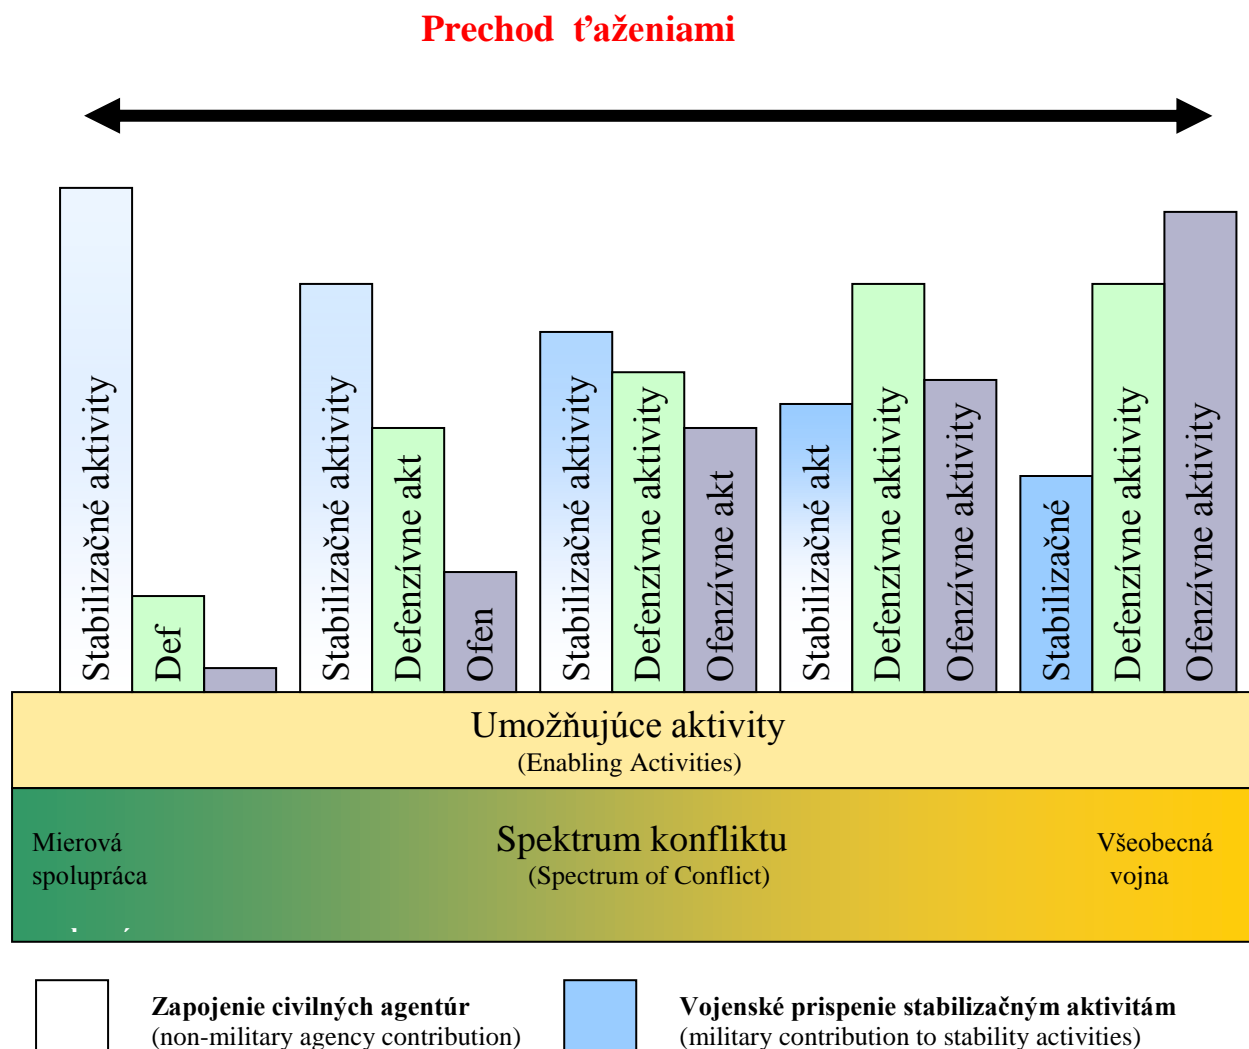 Prechod ťaženiami
Stabilizačné aktivity
Def
Stabilizačné aktivity
Defenzívne akt
Ofen
Stabilizačné aktivity
Defenzívne aktivity
Ofenzívne akt
Stabilizačné akt
Defenzívne aktivity
Ofenzívne aktivity
Stabilizačné
Defenzívne aktivity
Ofenzívne aktivity
Umožňujúce aktivity
(Enabling Activities)
Mierová
spolupráca
Spektrum konfliktu
(Spectrum of Conflict)
Všeobecná
vojna
Zapojenie civilných agentúr
(non-military agency contribution)
Vojenské prispenie stabilizačným aktivitám
(military contribution to stability activities)